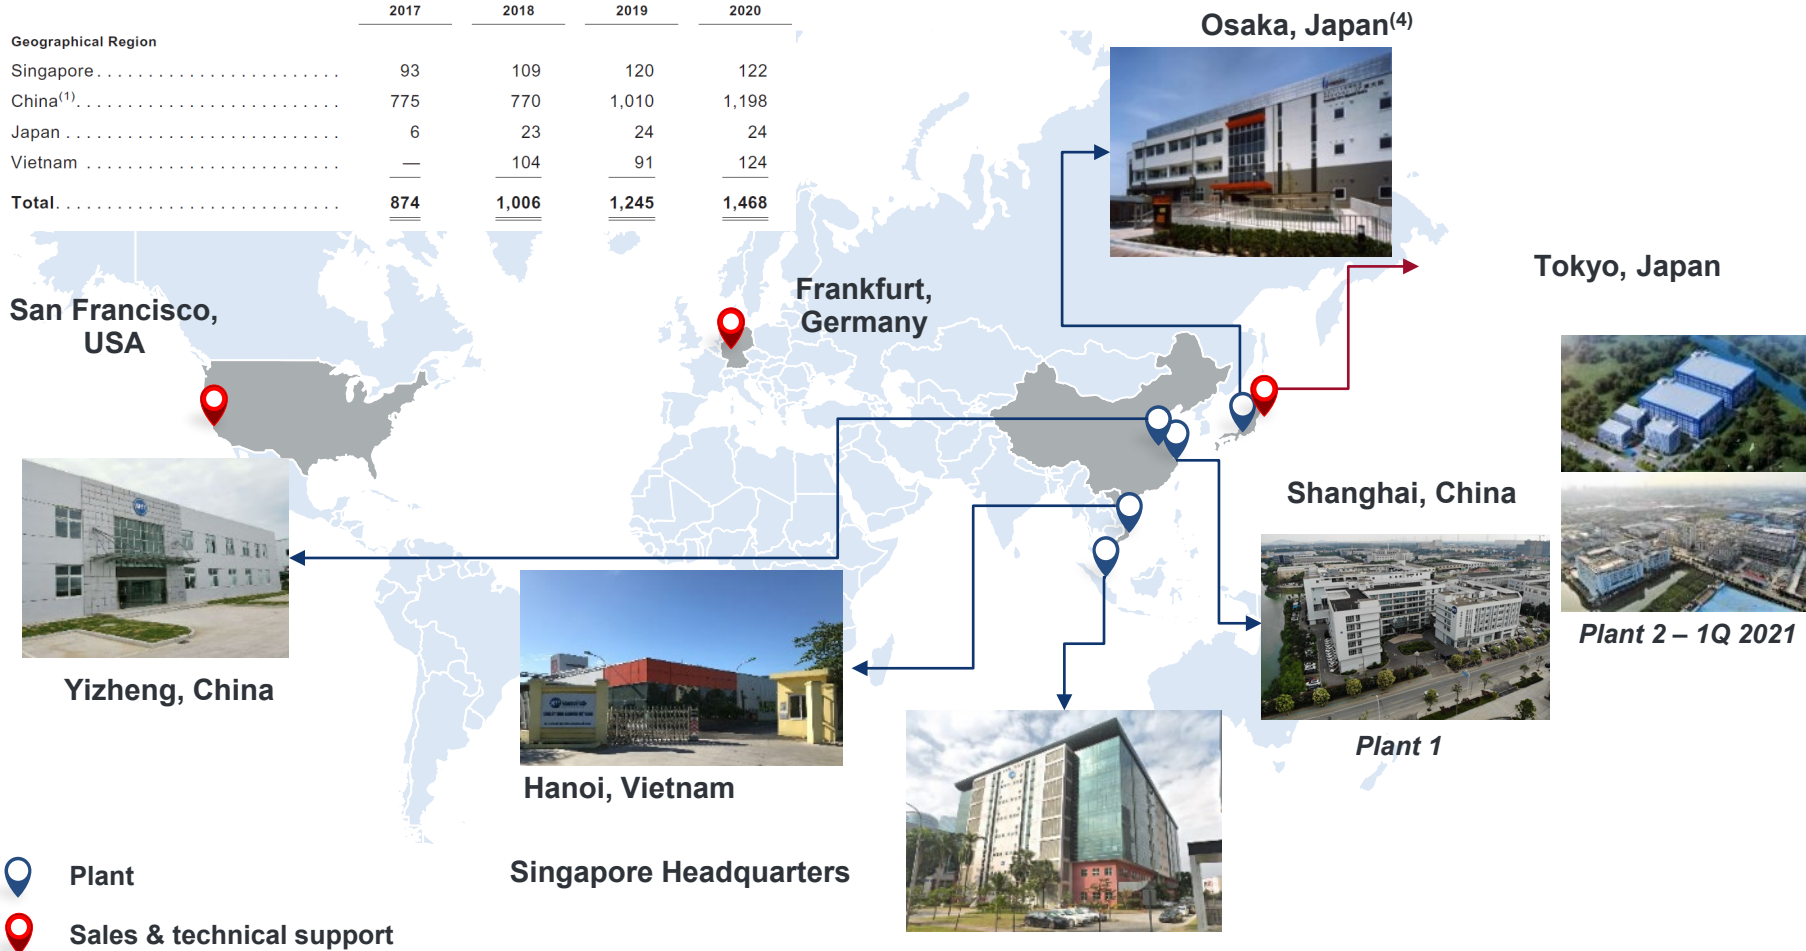 2017 2018 2019 2020
Geographical Region
Singapore . . . . . . . . . . . . . . . . . . . . . . . . 93 109 120 122
China(1) . . . . . . . . . . . . . . . . . . . . . . . . . . 775 770 1,010 1,198
Japan . . . . . . . . . . . . . . . . . . . . . . . . . . . 6 23 24 24
Vietnam . . . . . . . . . . . . . . . . . . . . . . . . . — 104 91 124
Total . . . . . . . . . . . . . . . . . . . . . . . . . . . . 874 1,006 1,245 1,468
Osaka, Japan(4)
Tokyo, Japan
San Francisco,
USA
Frankfurt,
Germany
Shanghai, China
Plant 2 – 1Q 2021
Yizheng, China
Plant 1
Hanoi, Vietnam
Singapore Headquarters
Plant
Sales & technical support